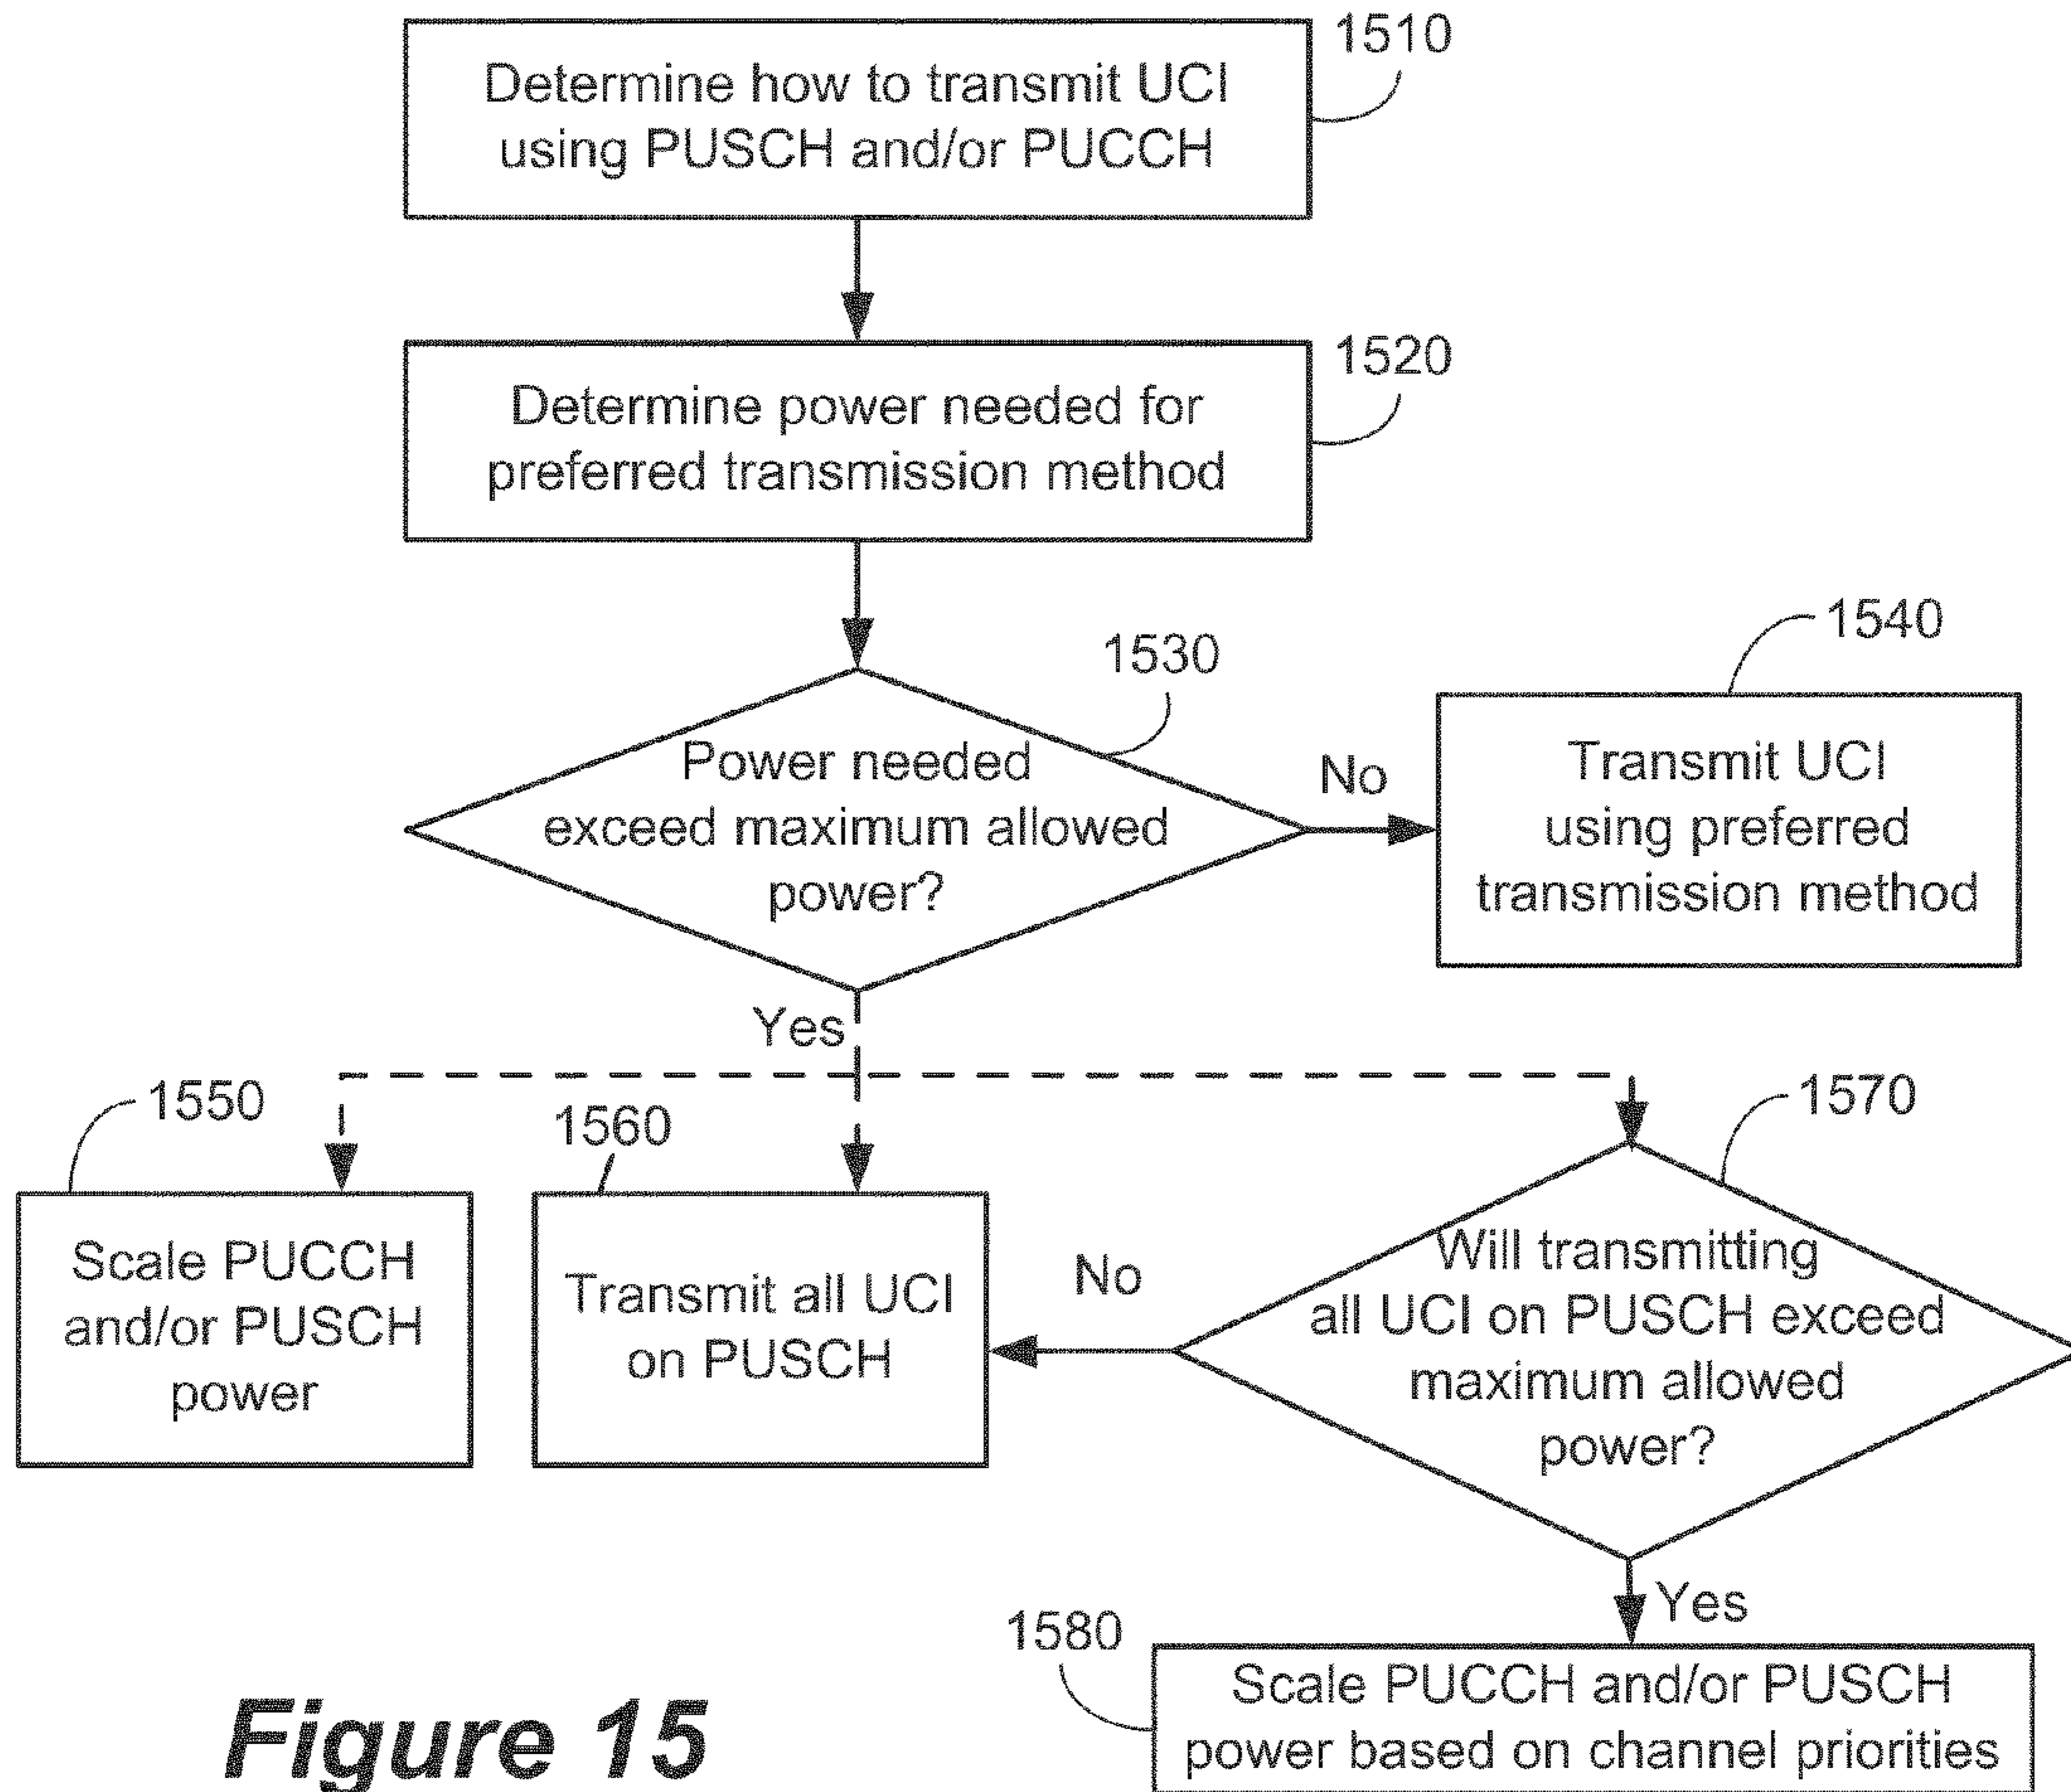 1510
Determine how to transmit UCI
using PUSCH and/or PUCCH
1520
Determine power needed for
preferred transmission method
1530
Power needed
exceed maximum allowed
power?
No
1540
Transmit UCI
using preferred
transmission method
Yes
1550
Scale PUCCH
and/or PUSCH
power
1560
Transmit all UCI
on PUSCH
No
1570
Will transmitting
all UCI on PUSCH exceed
maximum allowed
power?
Yes
1580
Scale PUCCH and/or PUSCH
power based on channel priorities
Figure 15